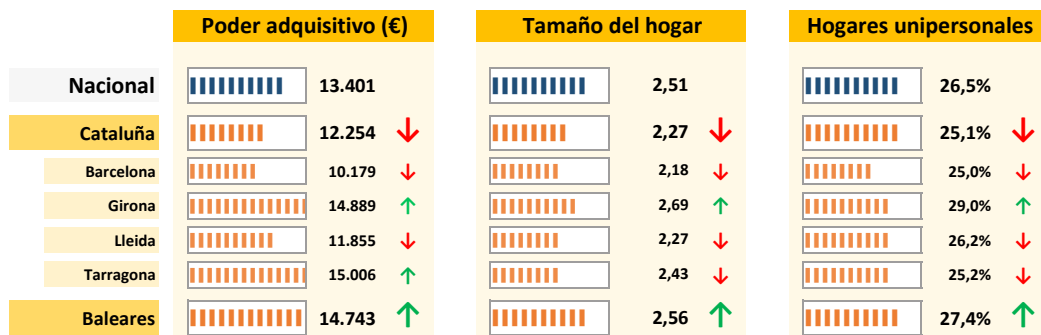 Poder adquisitivo (€) Tamaño del hogar Hogares unipersonales
Nacional 13.401 2,51 26,5%
Cataluña 12.254 2,27 25,1%
Barcelona 10.179 2,18 25,0%
Girona 14.889 2,69 29,0%
Lleida 11.855 2,27 26,2%
Tarragona 15.006 2,43 25,2%
Baleares 14.743 2,56 27,4%